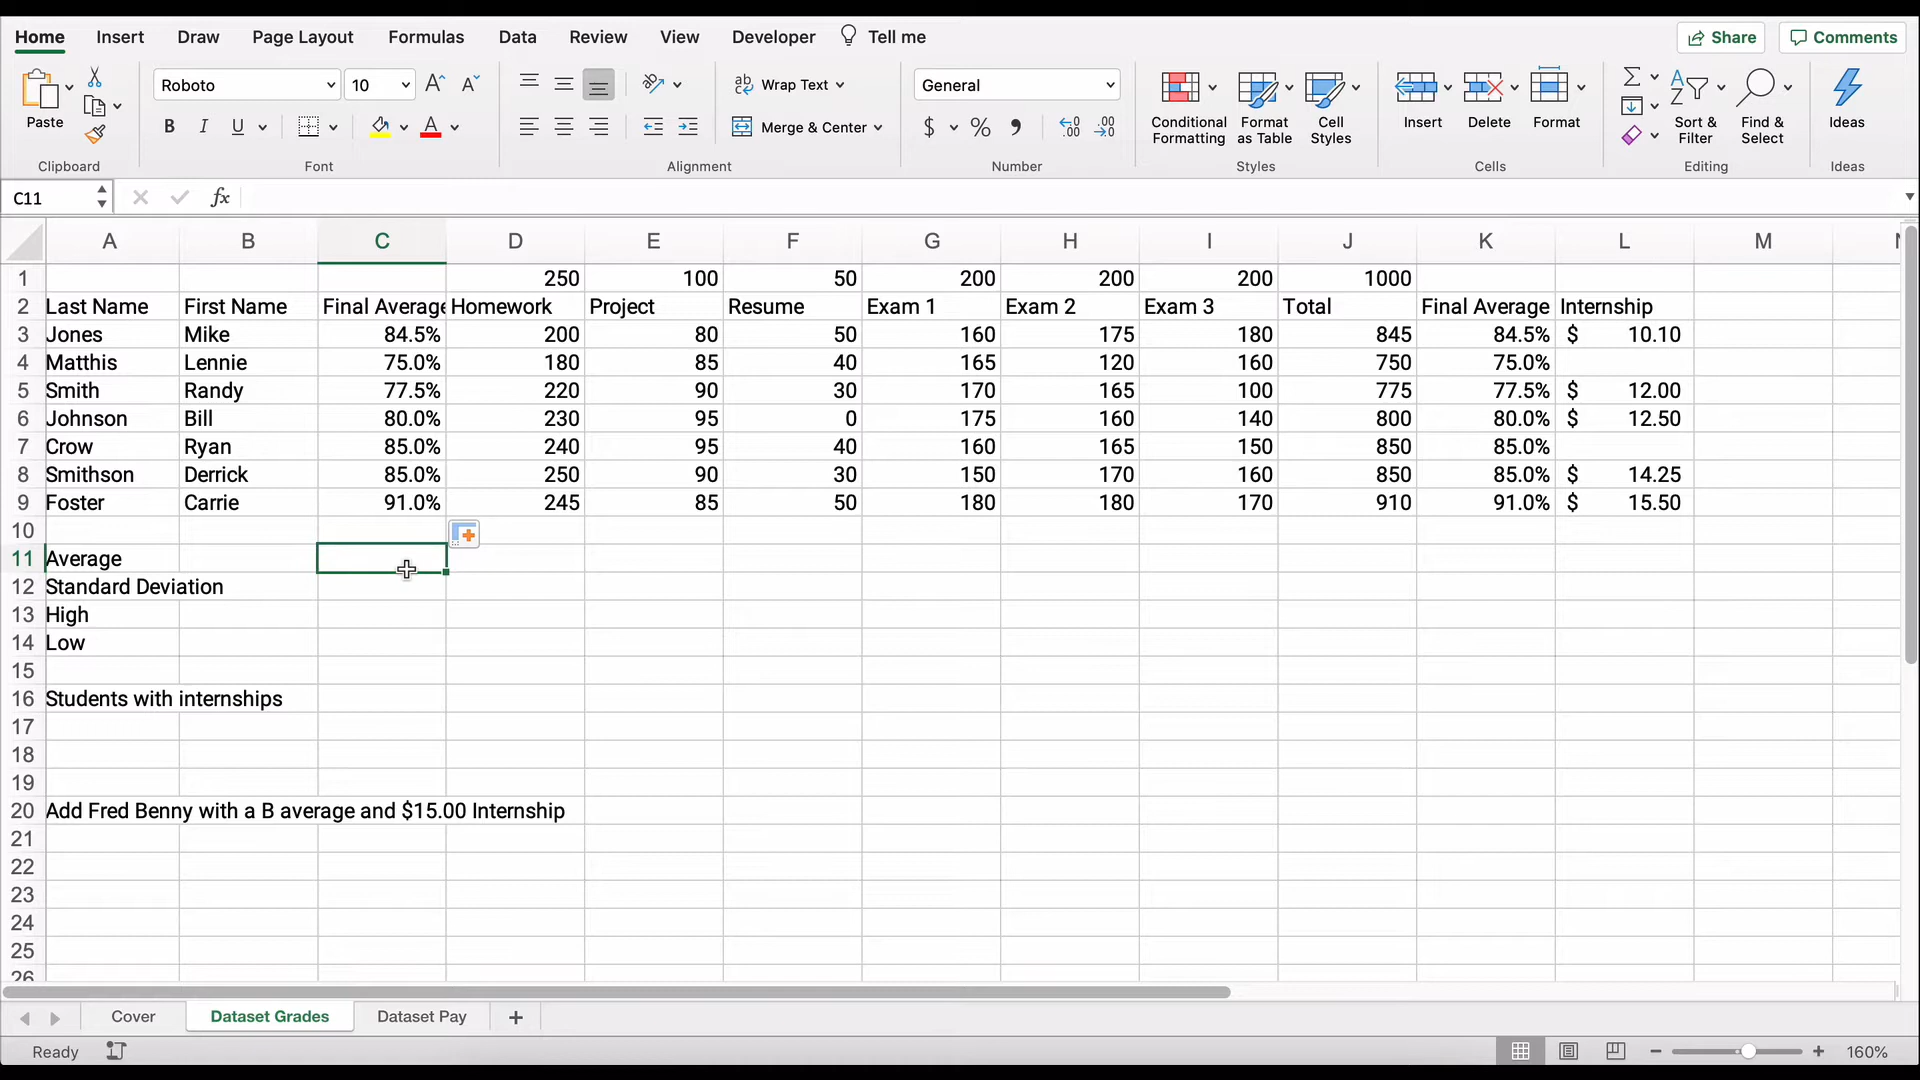 Home Insert Draw Page Layout Formulas Data Review View Developer Tell me Share Comments
Paste
Roboto 10
B I U
ab Wrap Text
Merge & Center
General
$ %
Conditional Formatting
Format as Table
Cell Styles
Insert
Delete
Format
Sort & Filter
Find & Select
Ideas
Clipboard Font Alignment Number Styles Cells Editing Ideas
C11 fx
A B C D E F G H I J K L M
1 250 100 50 200 200 200 1000
2 Last Name First Name Final Average Homework Project Resume Exam 1 Exam 2 Exam 3 Total Final Average Internship
3 Jones Mike 84.5% 200 80 50 160 175 180 845 84.5% $ 10.10
4 Matthis Lennie 75.0% 180 85 40 165 120 160 750 75.0%
5 Smith Randy 77.5% 220 90 30 170 165 100 775 77.5% $ 12.00
6 Johnson Bill 80.0% 230 95 0 175 160 140 800 80.0% $ 12.50
7 Crow Ryan 85.0% 240 95 40 160 165 150 850 85.0%
8 Smithson Derrick 85.0% 250 90 30 150 170 160 850 85.0% $ 14.25
9 Foster Carrie 91.0% 245 85 50 180 180 170 910 91.0% $ 15.50
10
11 Average
12 Standard Deviation
13 High
14 Low
15
16 Students with internships
17
18
19
20 Add Fred Benny with a B average and $15.00 Internship
21
22
23
24
25
26
Cover Dataset Grades Dataset Pay +
Ready 160%